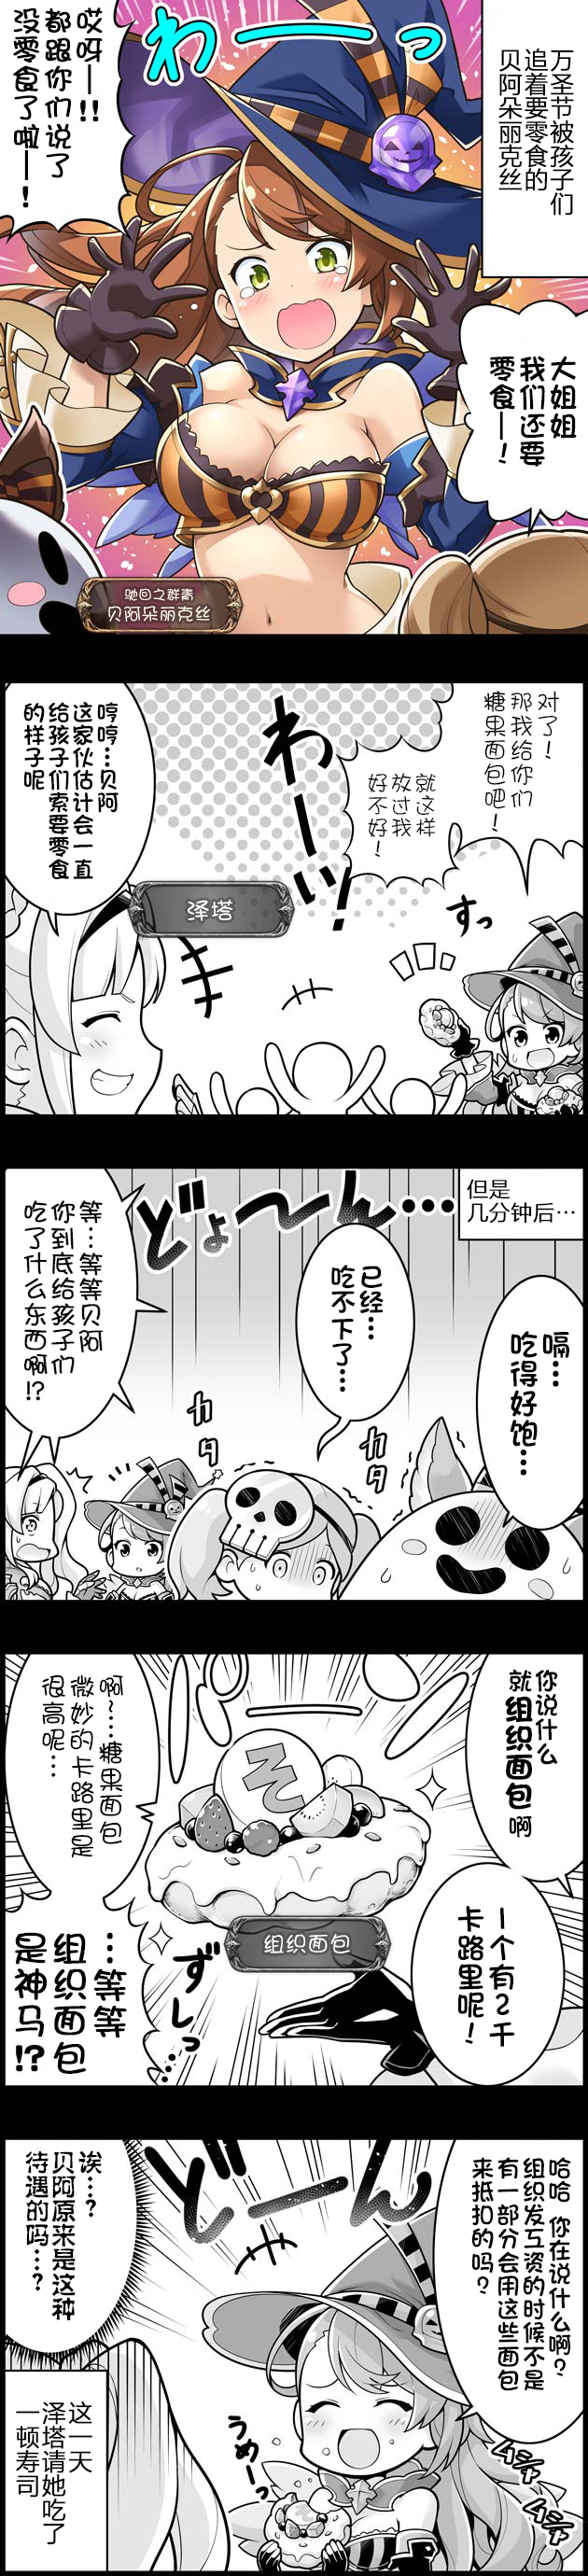 万圣节被孩子们
追着要零食的
贝阿朵丽克丝
わーっ
哎呀—!!
都跟你们说了
没零食了啦—!
大姐姐
我们还要
零食—!
驰回之群青
贝阿朵丽克丝
对了!
那我给你们
糖果面包吧!
就这样
放过我
好不好!
わーッ!
すっ
哼哼…贝阿
这家伙估计会一直
给孩子们索要零食
的样子呢
泽塔
但是
几分钟后…
どよ〜ん…
嗝…
吃得好饱…
已经…
吃不下了…
等…等等贝阿
你到底给孩子们
吃了什么东西啊!?
カタ
カタ
你说什么
就组织面包啊
1个有2千
卡路里呢!
啊~…糖果面包
微妙的卡路里是
很高呢…
组织面包
ずしっ…
…等等
组织面包
是神马!?
哈哈 你在说什么啊?
组织发互资的时候不是
有一部分会用这些面包
来抵扣的吗?
どーん
诶…?
贝阿原来是这种
待遇的吗…?
うめーっ
ムシャ
ムシャ
这一天
泽塔请她吃了
一顿寿司